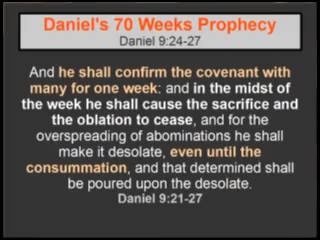 Daniel's 70 Weeks Prophecy
Daniel 9:24-27
And he shall confirm the covenant with
many for one week: and in the midst of
the week he shall cause the sacrifice and
the oblation to cease, and for the
overspreading of abominations he shall
make it desolate, even until the
consummation, and that determined shall
be poured upon the desolate.
Daniel 9:21-27